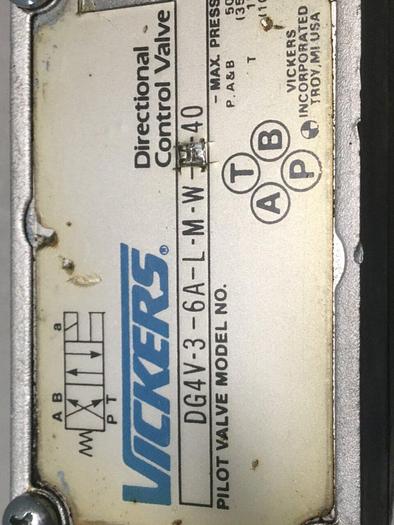 Directional
Control Valve
A B a
P T
VICKERS®
DG4V-3-6A-L-M-W- -40
PILOT VALVE MODEL NO.
MAX. PRESS
P. A & B
T
T
A B
P
VICKERS
INCORPORATED
TROY, MI USA